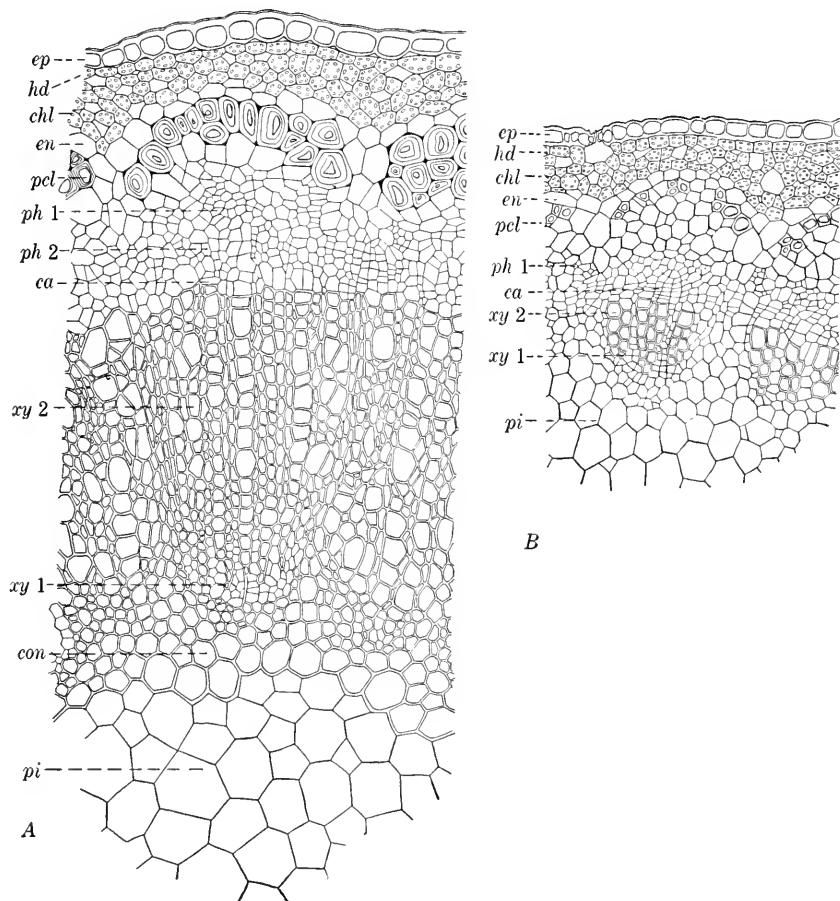 ep
hd
chl
en
pcl
ph 1
ph 2
ca
xy 2
xy 1
con
pi
A
ep
hd
chl
en
pcl
ph 1
ca
xy 2
xy 1
pi
B